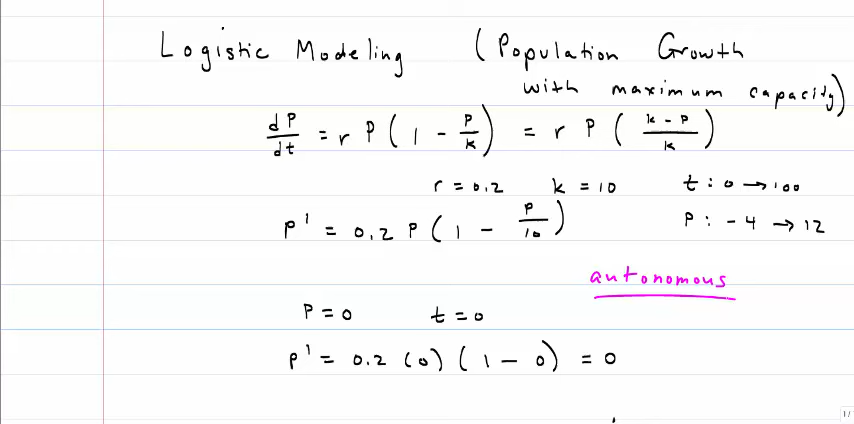 Logistic Modeling (Population Growth
with maximum capacity)
dP/dt = r P ( 1 - P/k ) = r P ( k - P / k )
r = 0.2 k = 10 t : 0 → 100
P' = 0.2 P ( 1 - P/10 ) P : - 4 → 12
autonomous
P = 0 t = 0
P' = 0.2 (0) ( 1 - 0 ) = 0